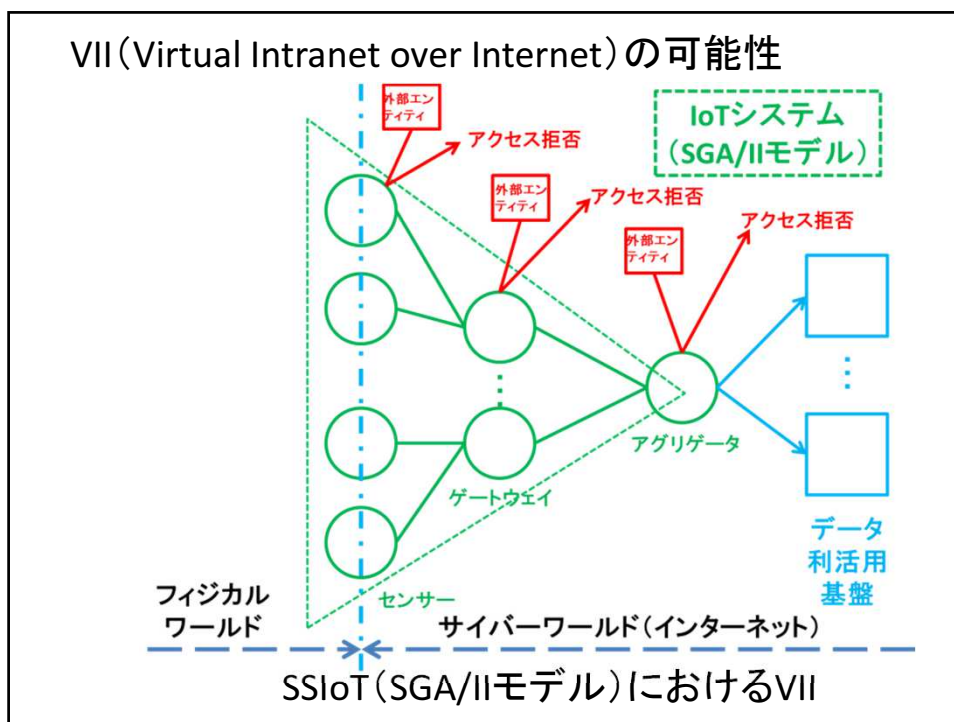 VII(Virtual Intranet over Internet)の可能性
外部エン
ティティ
アクセス拒否
IoTシステム
(SGA/IIモデル)
外部エン
ティティ
アクセス拒否
外部エン
ティティ
アクセス拒否
アグリゲータ
ゲートウェイ
センサー
データ
利活用
基盤
フィジカル
ワールド
サイバーワールド(インターネット)
SSIoT(SGA/IIモデル)におけるVII